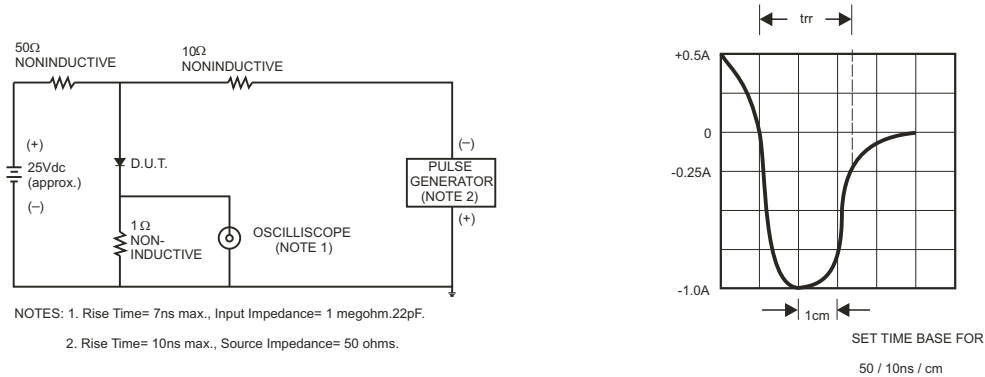 50Ω
NONINDUCTIVE
10Ω
NONINDUCTIVE
(+)
25Vdc
(approx.)
(–)
D.U.T.
1Ω
NON-
INDUCTIVE
OSCILLISCOPE
(NOTE 1)
(–)
PULSE
GENERATOR
(NOTE 2)
(+)
NOTES: 1. Rise Time= 7ns max., Input Impedance= 1 megohm.22pF.
2. Rise Time= 10ns max., Source Impedance= 50 ohms.
trr
+0.5A
0
-0.25A
-1.0A
1cm
SET TIME BASE FOR
50 / 10ns / cm